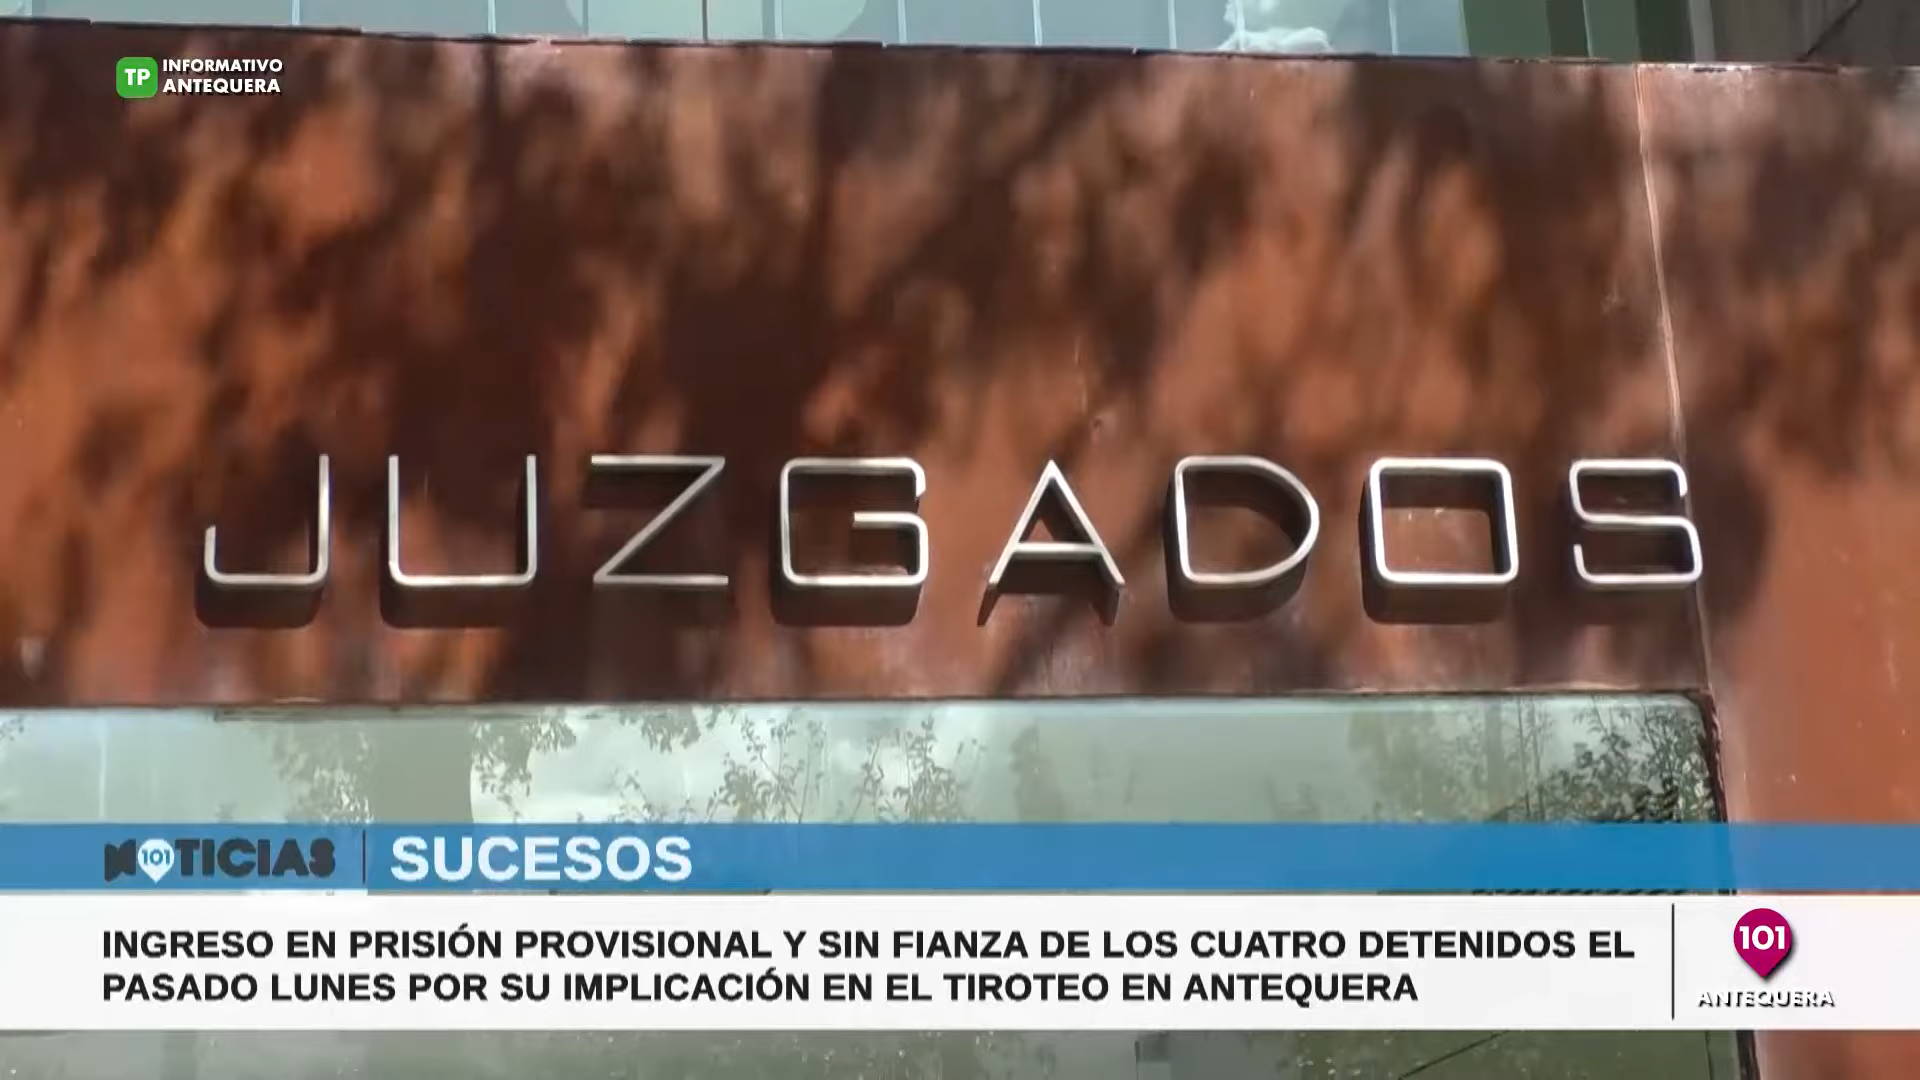 TP INFORMATIVO
ANTEQUERA
JUZGADOS
NOTICIAS 101 SUCESOS
INGRESO EN PRISIÓN PROVISIONAL Y SIN FIANZA DE LOS CUATRO DETENIDOS EL
PASADO LUNES POR SU IMPLICACIÓN EN EL TIROTEO EN ANTEQUERA
101
ANTEQUERA